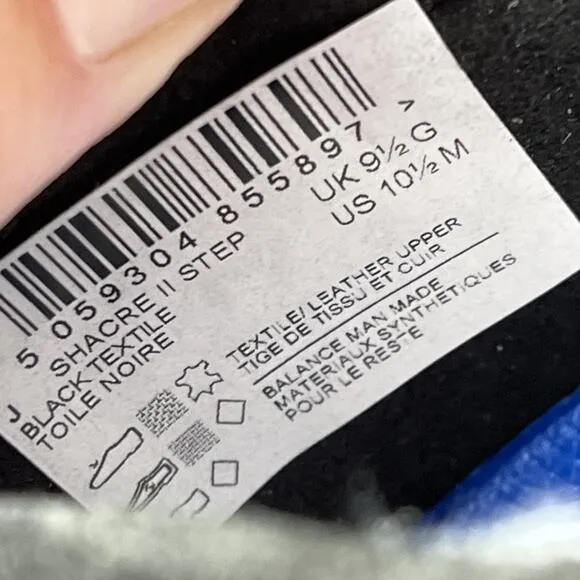 5 059304 855897 >
UK 9½ G
US 10½ M
J SHACRE II STEP
BLACK TEXTILE
TOILE NOIRE
TEXTILE/LEATHER UPPER
TIGE DE TISSU ET CUIR
BALANCE MAN MADE
MATERIAUX SYNTHETIQUES
POUR LE RESTE